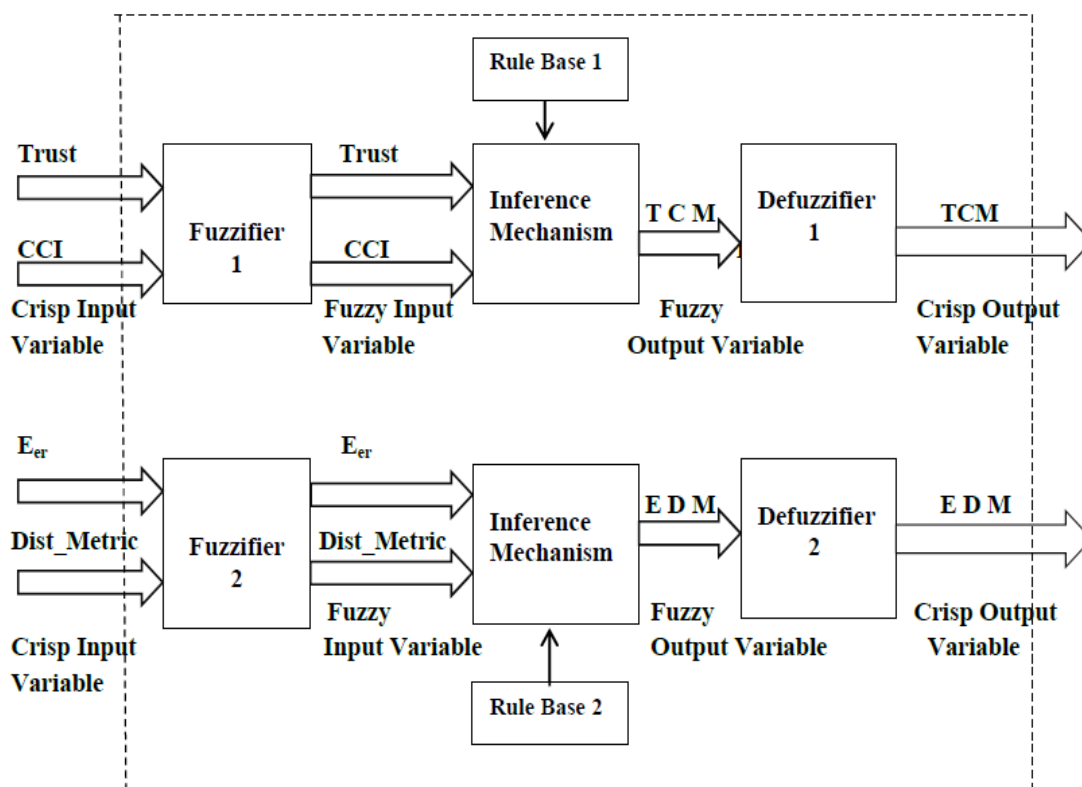 Rule Base 1
Trust
Trust
Fuzzifier
1
Inference
Mechanism
T C M
Defuzzifier
1
TCM
CCI
CCI
Crisp Input
Variable
Fuzzy Input
Variable
Fuzzy
Output Variable
Crisp Output
Variable
Eer
Eer
Fuzzifier
2
Inference
Mechanism
E D M
Defuzzifier
2
E D M
Dist_Metric
Dist_Metric
Crisp Input
Variable
Fuzzy
Input Variable
Fuzzy
Output Variable
Crisp Output
Variable
Rule Base 2